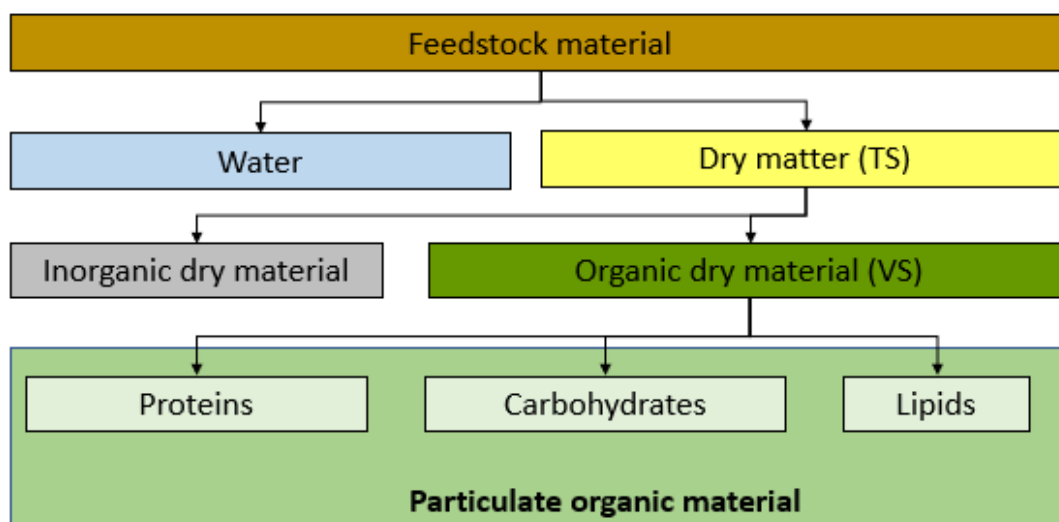 Feedstock material
Water
Dry matter (TS)
Inorganic dry material
Organic dry material (VS)
Proteins
Carbohydrates
Lipids
Particulate organic material